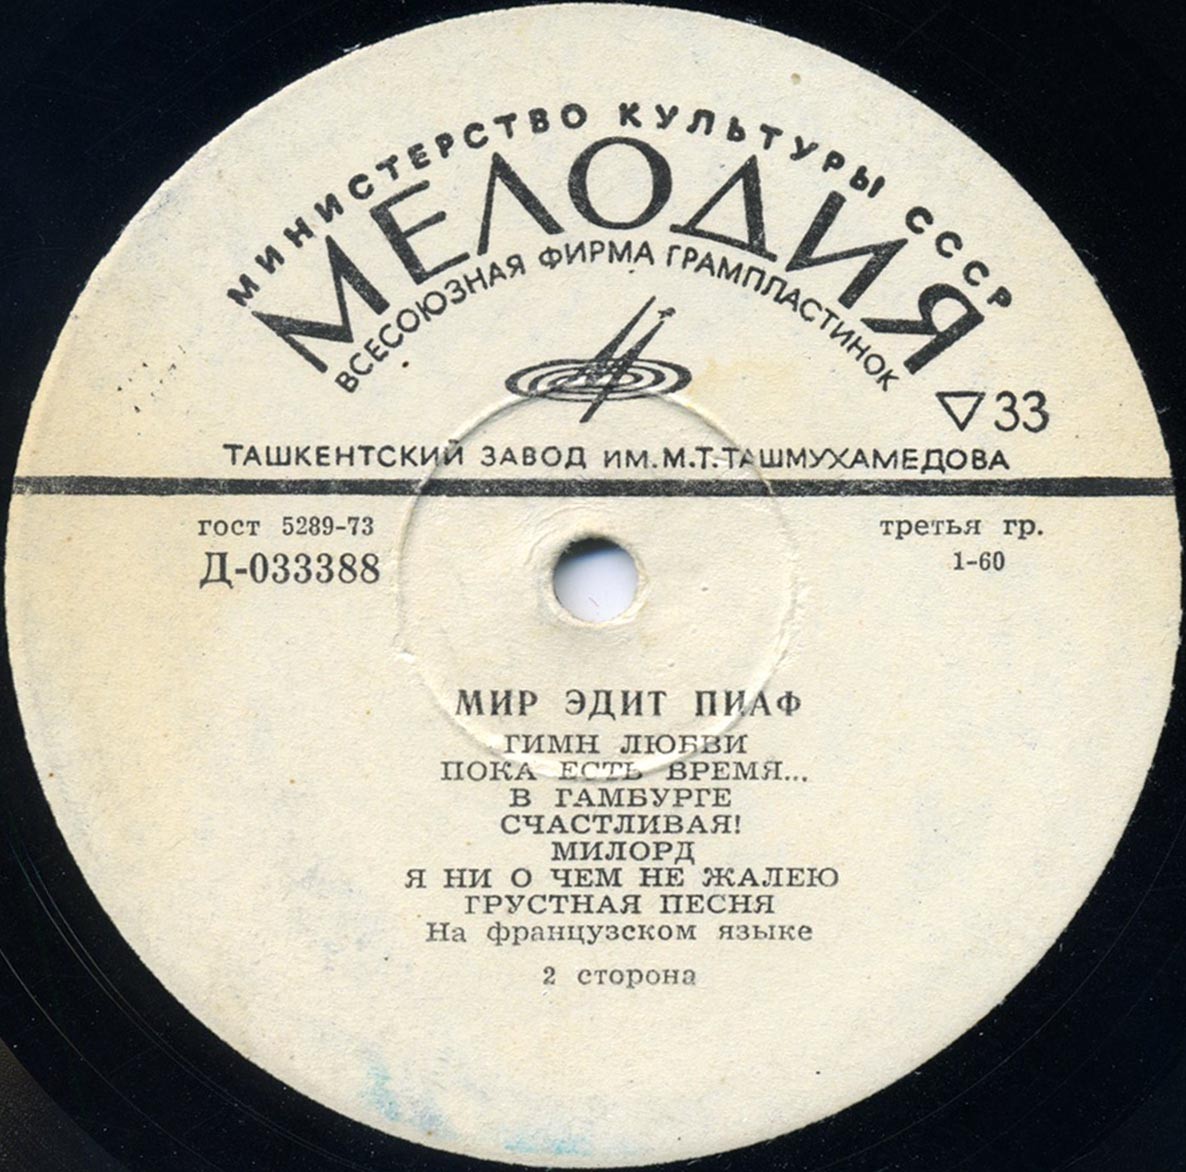 МИНИСТЕРСТВО КУЛЬТУРЫ СССР
МЕЛОДИЯ
ВСЕСОЮЗНАЯ ФИРМА ГРАМПЛАСТИНОК
33
ТАШКЕНТСКИЙ ЗАВОД ИМ.М.Т.ТАШМУХАМЕДОВА
гост 5289-73
третья гр.
Д-033388
1-60
МИР ЭДИТ ПИАФ
ГИМН ЛЮБВИ
ПОКА ЕСТЬ ВРЕМЯ...
В ГАМБУРГЕ
СЧАСТЛИВАЯ!
МИЛОРД
Я НИ О ЧЕМ НЕ ЖАЛЕЮ
ГРУСТНАЯ ПЕСНЯ
На французском языке
2 сторона